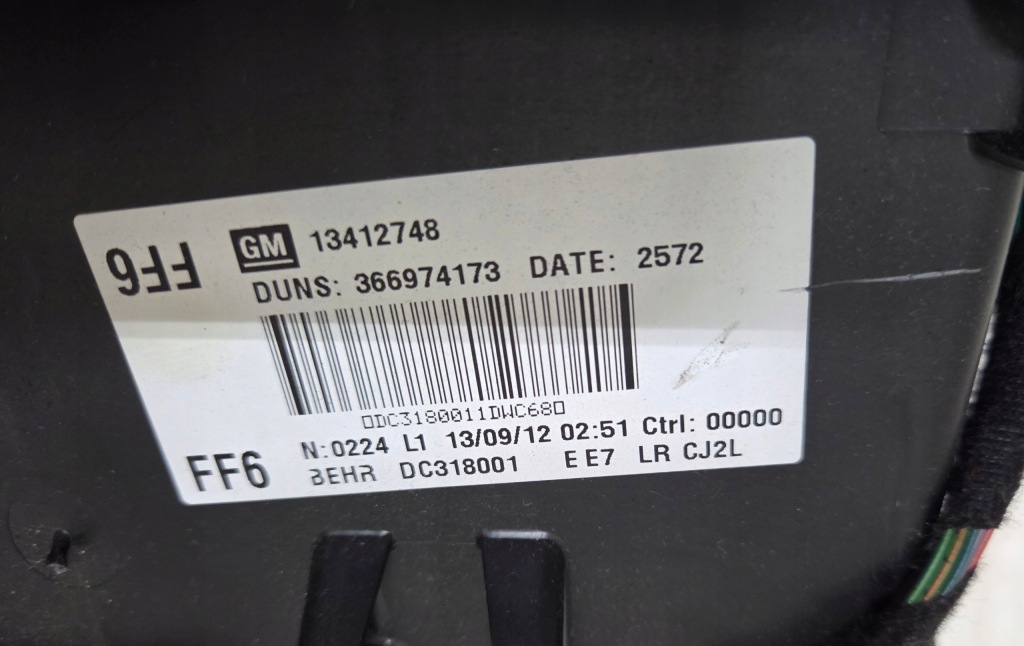 FF6
GM 13412748
DUNS: 366974173 DATE: 2572
▯DC3180011DWC68▯
N:0224 L1 13/09/12 02:51 Ctrl: 00000
FF6 BEHR DC318001 E E7 LR CJ2L